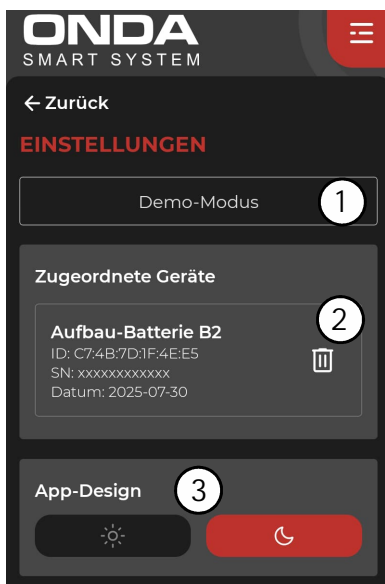 ONDA
SMART SYSTEM
← Zurück
EINSTELLUNGEN
Demo-Modus
1
Zugeordnete Geräte
2
Aufbau-Batterie B2
ID: C7:4B:7D:1F:4E:E5
SN: xxxxxxxxxxxx
Datum: 2025-07-30
App-Design
3